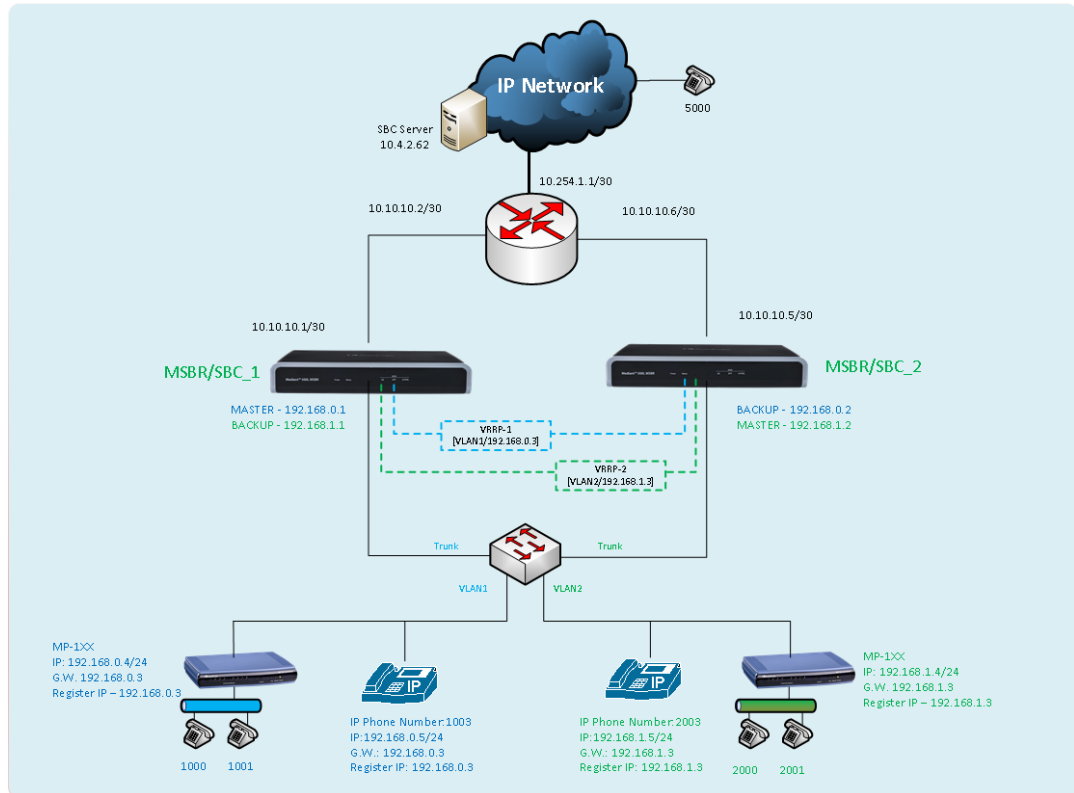 IP Network
5000
SBC Server
10.4.2.62
10.254.1.1/30
10.10.10.2/30
10.10.10.6/30
10.10.10.1/30
10.10.10.5/30
MSBR/SBC_1
MSBR/SBC_2
MASTER - 192.168.0.1
BACKUP - 192.168.1.1
BACKUP - 192.168.0.2
MASTER - 192.168.1.2
VRRP-1
[VLAN1/192.168.0.3]
VRRP-2
[VLAN2/192.168.1.3]
Trunk
Trunk
VLAN1
VLAN2
MP-1XX
IP: 192.168.0.4/24
G.W. 192.168.0.3
Register IP – 192.168.0.3
1000
1001
IP
IP Phone Number:1003
IP:192.168.0.5/24
G.W.: 192.168.0.3
Register IP: 192.168.0.3
IP
IP Phone Number:2003
IP:192.168.1.5/24
G.W.: 192.168.1.3
Register IP: 192.168.1.3
MP-1XX
IP: 192.168.1.4/24
G.W. 192.168.1.3
Register IP – 192.168.1.3
2000
2001